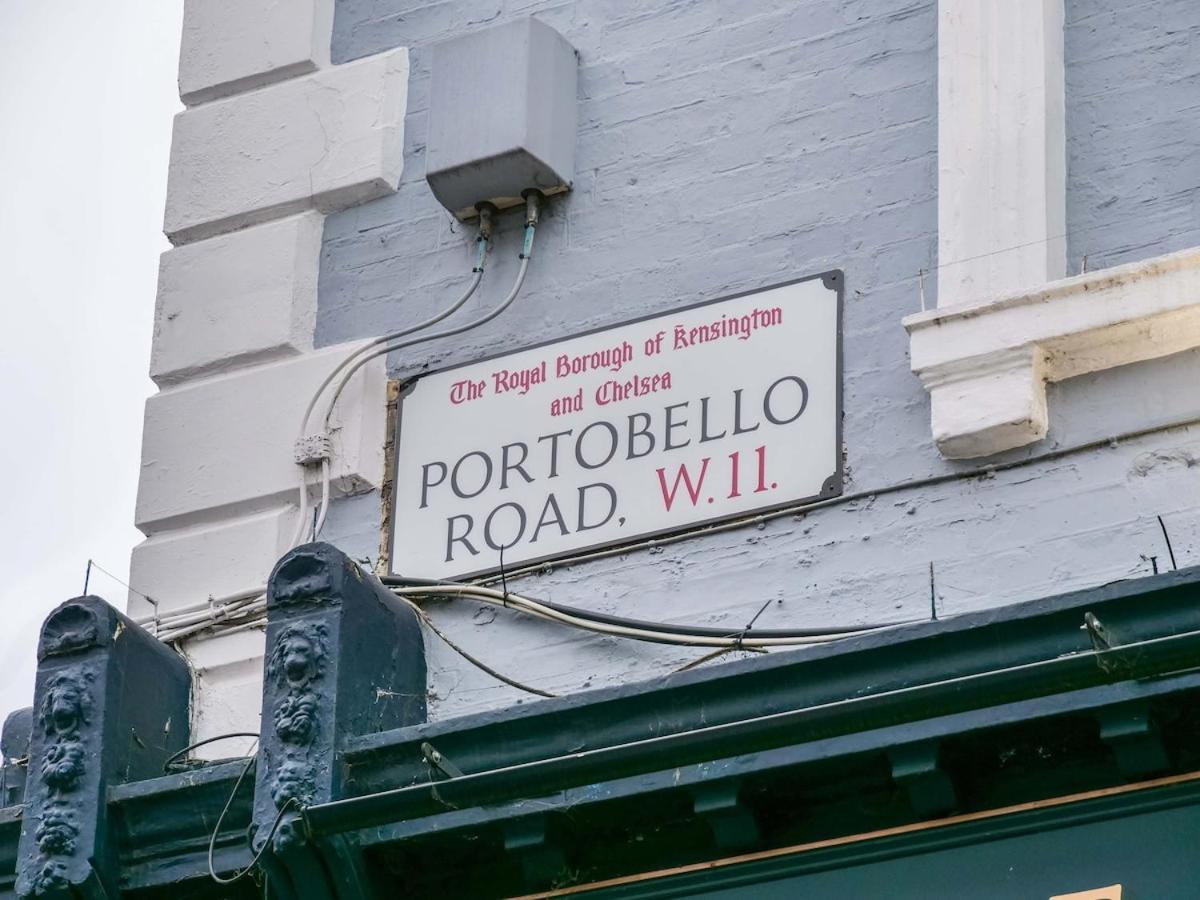 The Royal Borough of Kensington
and Chelsea
PORTOBELLO
ROAD, W.11.